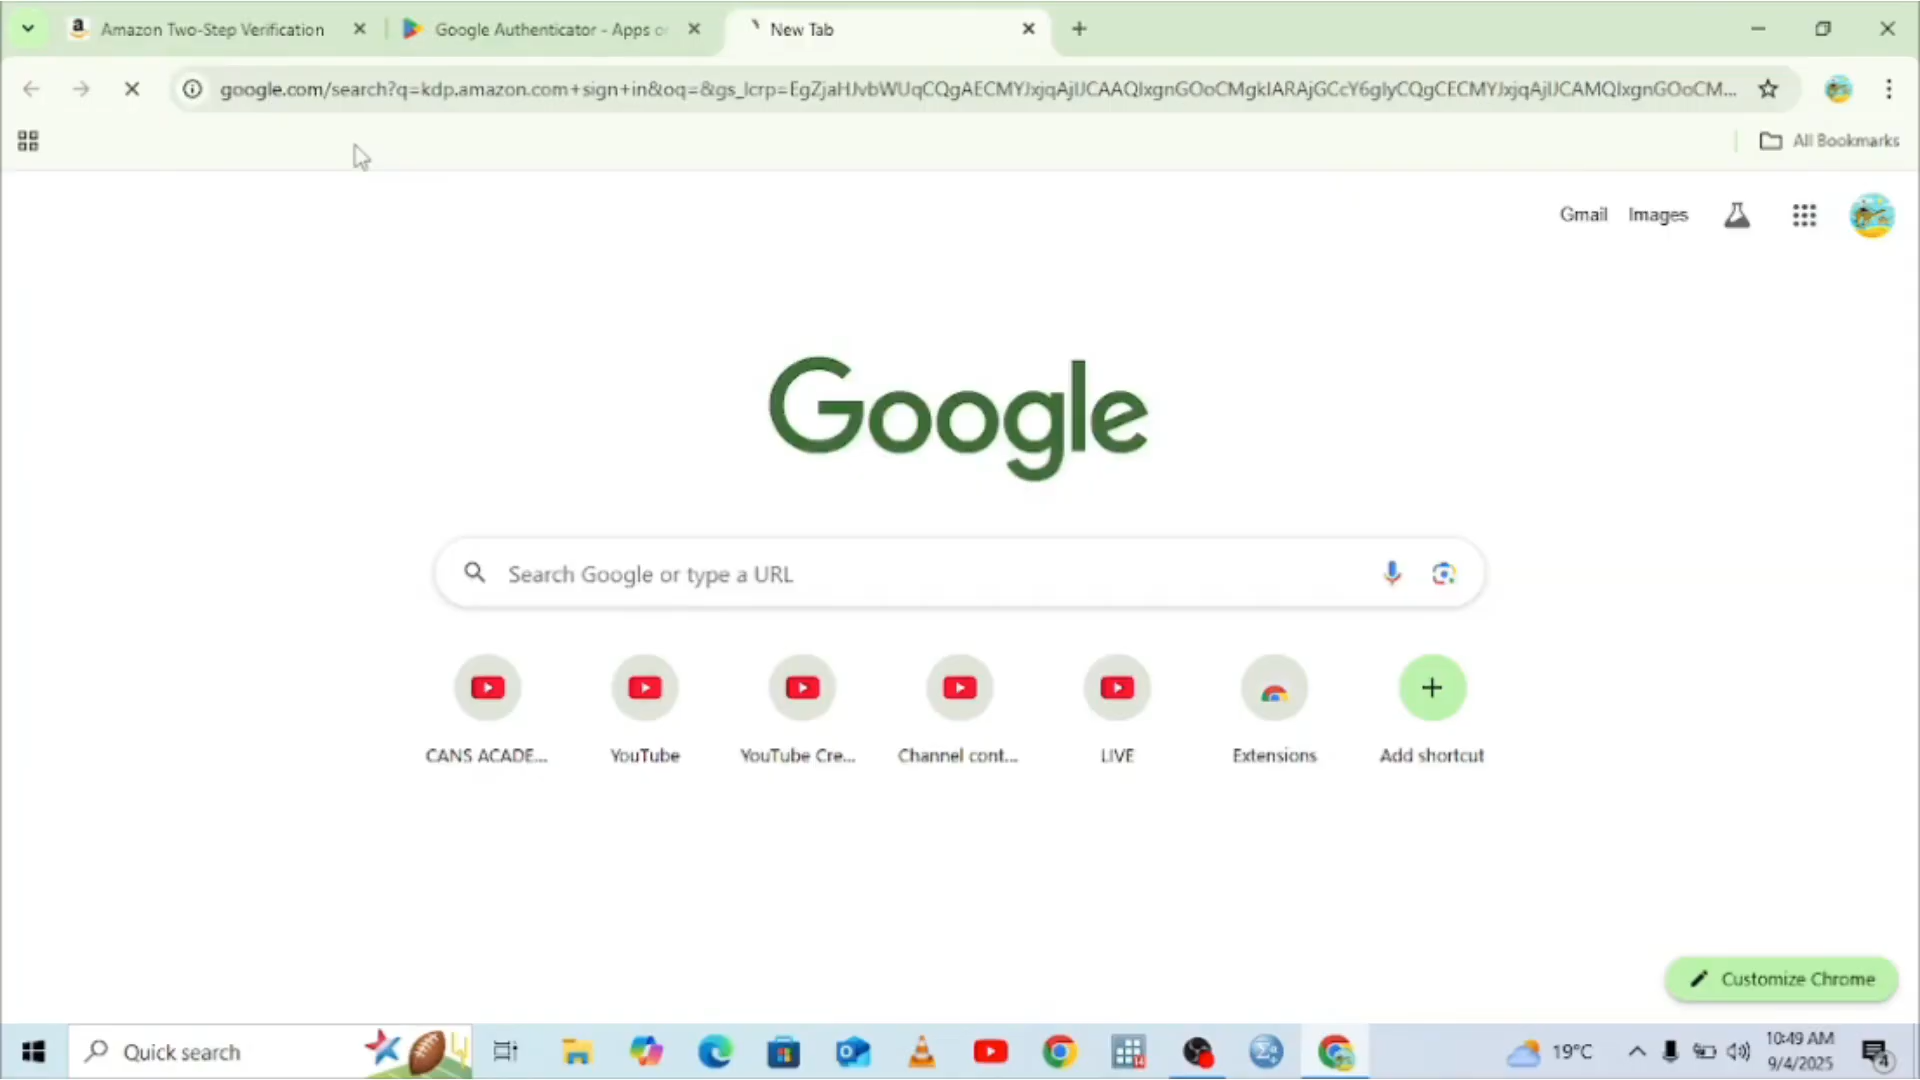 Amazon Two-Step Verification
Google Authenticator - Apps o
New Tab
google.com/search?q=kdp.amazon.com+sign+in&oq=&gs_lcrp=
All Bookmarks
Gmail
Images
Google
Search Google or type a URL
CANS ACADE...
YouTube
YouTube Cre...
Channel cont...
LIVE
Extensions
Add shortcut
Customize Chrome
Quick search
19°C
10:49 AM
9/4/2025
4